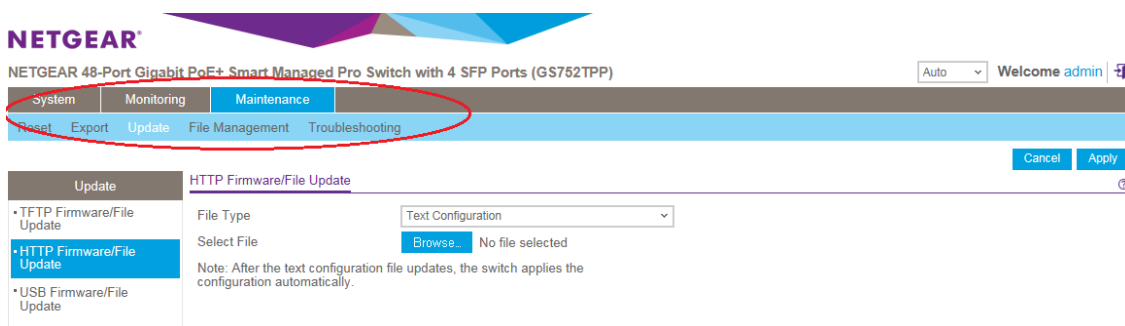 NETGEAR®
NETGEAR 48-Port Gigabit PoE+ Smart Managed Pro Switch with 4 SFP Ports (GS752TPP)
Auto Welcome admin
System Monitoring Maintenance
Reset Export Update File Management Troubleshooting
Cancel Apply
Update
HTTP Firmware/File Update
TFTP Firmware/File
Update
HTTP Firmware/File
Update
USB Firmware/File
Update
File Type Text Configuration
Select File Browse... No file selected
Note: After the text configuration file updates, the switch applies the
configuration automatically.